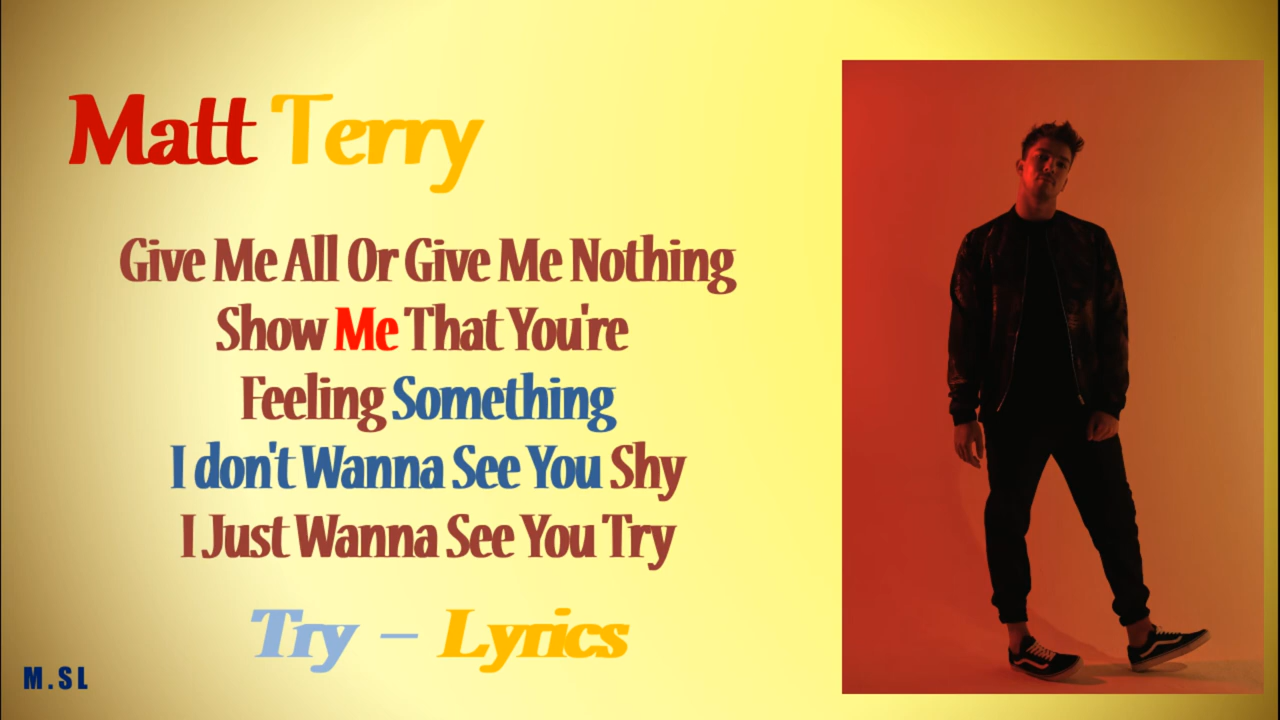 Matt Terry
Give Me All Or Give Me Nothing
Show Me That You're
Feeling Something
I don't Wanna See You Shy
I Just Wanna See You Try
Try – Lyrics
M.SL